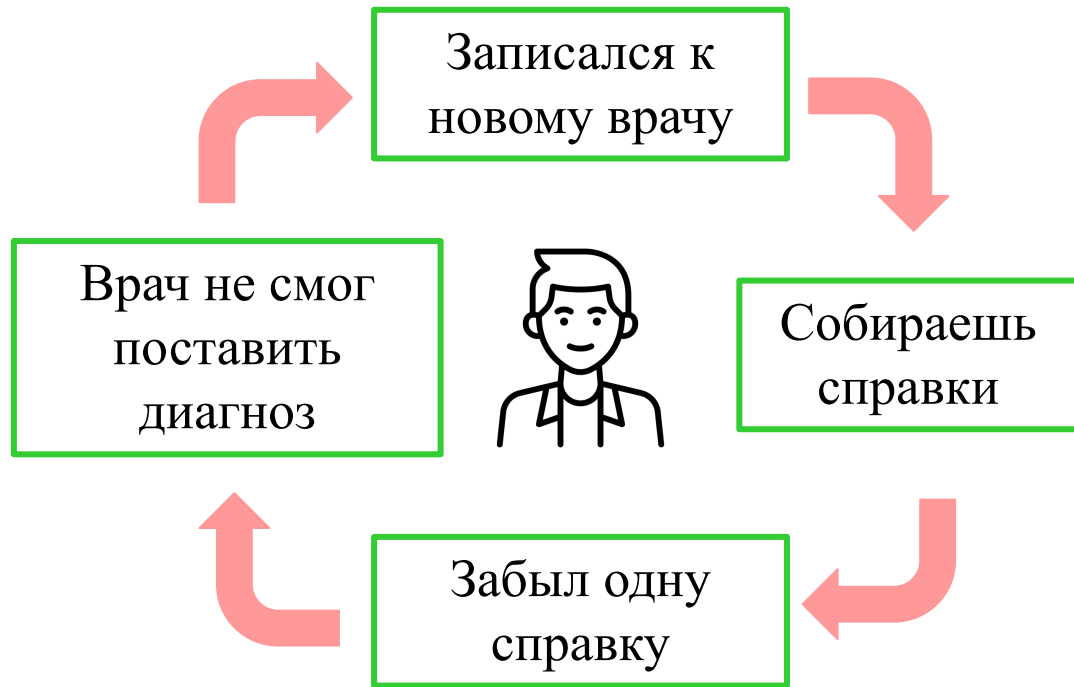 Записался к
новому врачу
Собираешь
справки
Забыл одну
справку
Врач не смог
поставить
диагноз